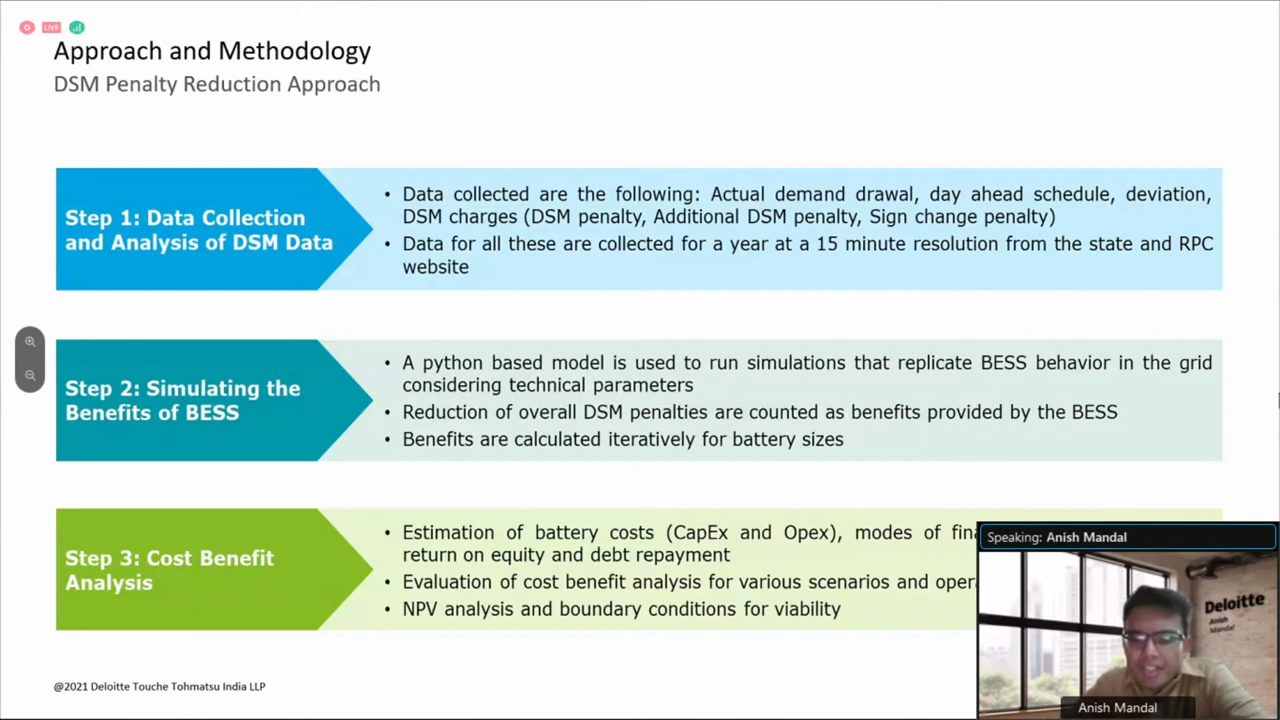 LIVE
Approach and Methodology
DSM Penalty Reduction Approach
Step 1: Data Collection
and Analysis of DSM Data
• Data collected are the following: Actual demand drawal, day ahead schedule, deviation,
DSM charges (DSM penalty, Additional DSM penalty, Sign change penalty)
• Data for all these are collected for a year at a 15 minute resolution from the state and RPC
website
Step 2: Simulating the
Benefits of BESS
• A python based model is used to run simulations that replicate BESS behavior in the grid
considering technical parameters
• Reduction of overall DSM penalties are counted as benefits provided by the BESS
• Benefits are calculated iteratively for battery sizes
Step 3: Cost Benefit
Analysis
• Estimation of battery costs (CapEx and Opex), modes of
return on equity and debt repayment
• Evaluation of cost benefit analysis for various scenarios and
• NPV analysis and boundary conditions for viability
Speaking: Anish Mandal
Deloitte
Anish
Mandal
Anish Mandal
@2021 Deloitte Touche Tohmatsu India LLP